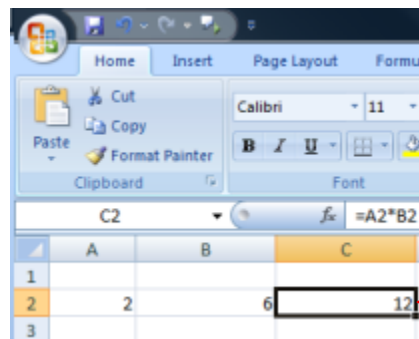 Home Insert Page Layout Formu
Cut
Calibri 11
Copy
Paste
Format Painter
B I U
Clipboard Font
C2 fx =A2*B2
A B C
1
2 2 6 12
3